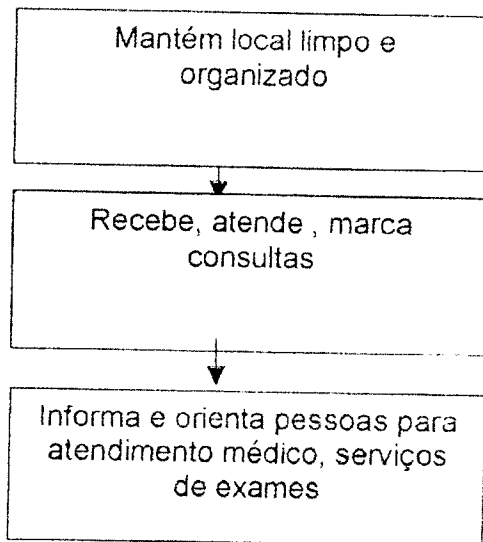 Mantém local limpo e
organizado
Recebe, atende , marca
consultas
Informa e orienta pessoas para
atendimento médico, serviços
de exames